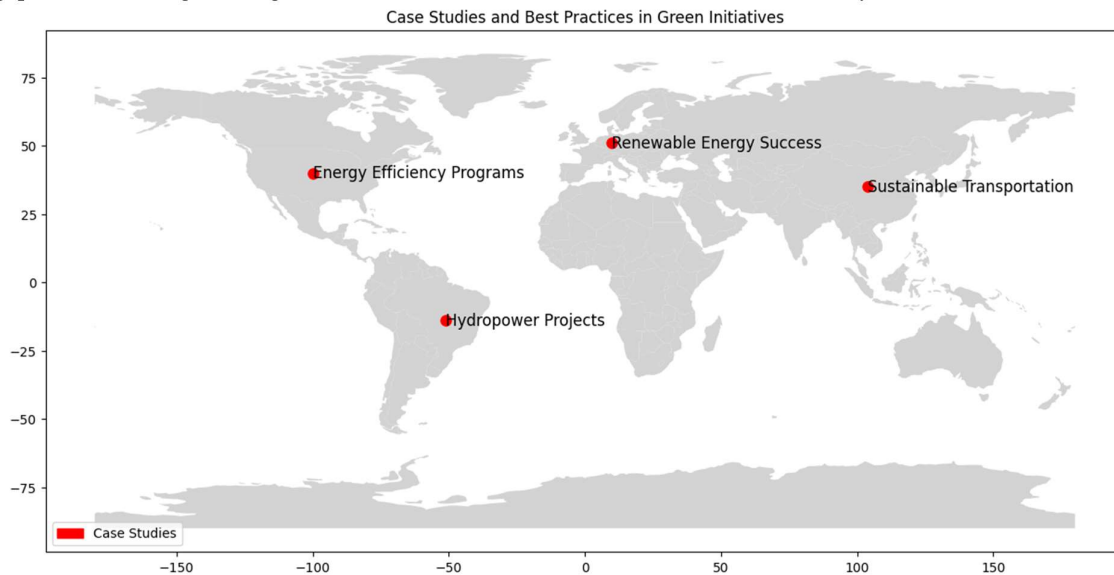 Case Studies and Best Practices in Green Initiatives
75
50
Renewable Energy Success
Energy Efficiency Programs
Sustainable Transportation
25
0
Hydropower Projects
−25
−50
−75
Case Studies
−150
−100
−50
0
50
100
150